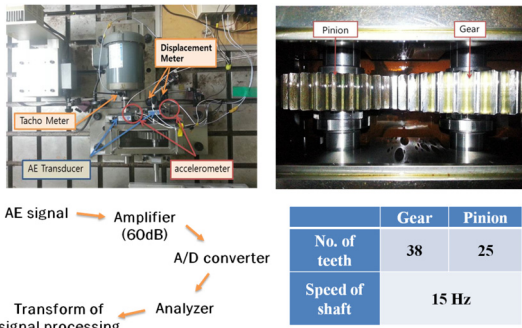 Displacement
Meter
Tacho Meter
AE Transducer
accelerometer
Pinion
Gear
AE signal
Amplifier
(60dB)
A/D converter
Analyzer
Transform of
signal processing
Gear Pinion
No. of
teeth
38 25
Speed of
shaft
15 Hz